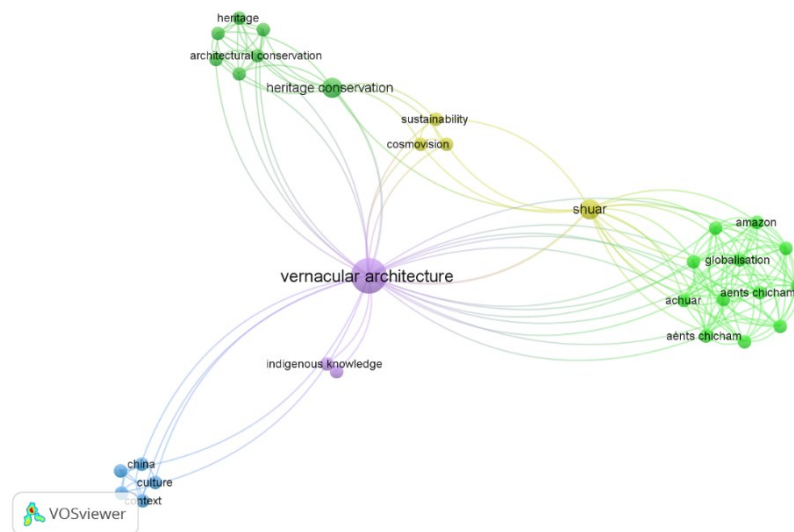 heritage
architectural conservation
heritage conservation
sustainability
cosmovision
shuar
amazon
globalisation
vernacular architecture
achuar
aents chicham
aénts chicham
indigenous knowledge
china
culture
context
VOSviewer